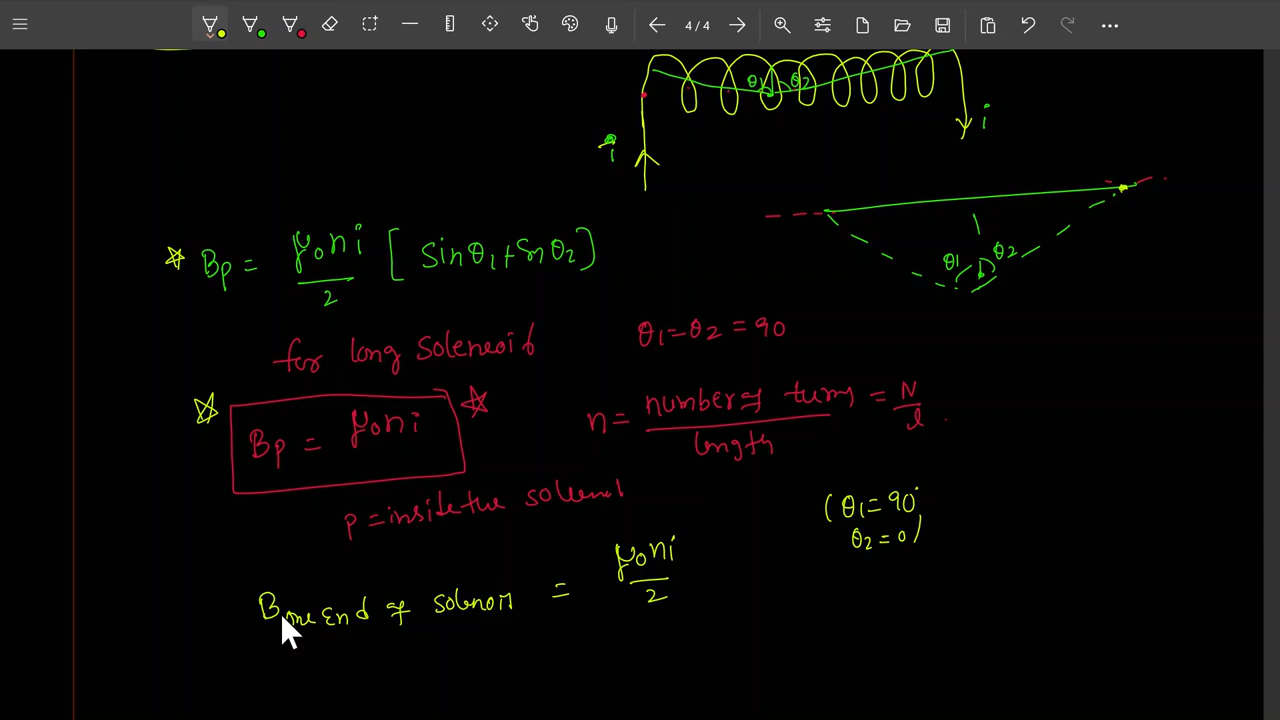 4/4
θ1 θ2
i
i
θ1 θ2
Bp = μ0ni/2 [ sinθ1+sinθ2 ]
for long Solenoid θ1=θ2 = 90
Bp = μ0ni
n = number of turns/length = N/l
p = inside the solenoid
(θ1 = 90°
θ2 = 0)
B one End of solenoid = μ0ni/2